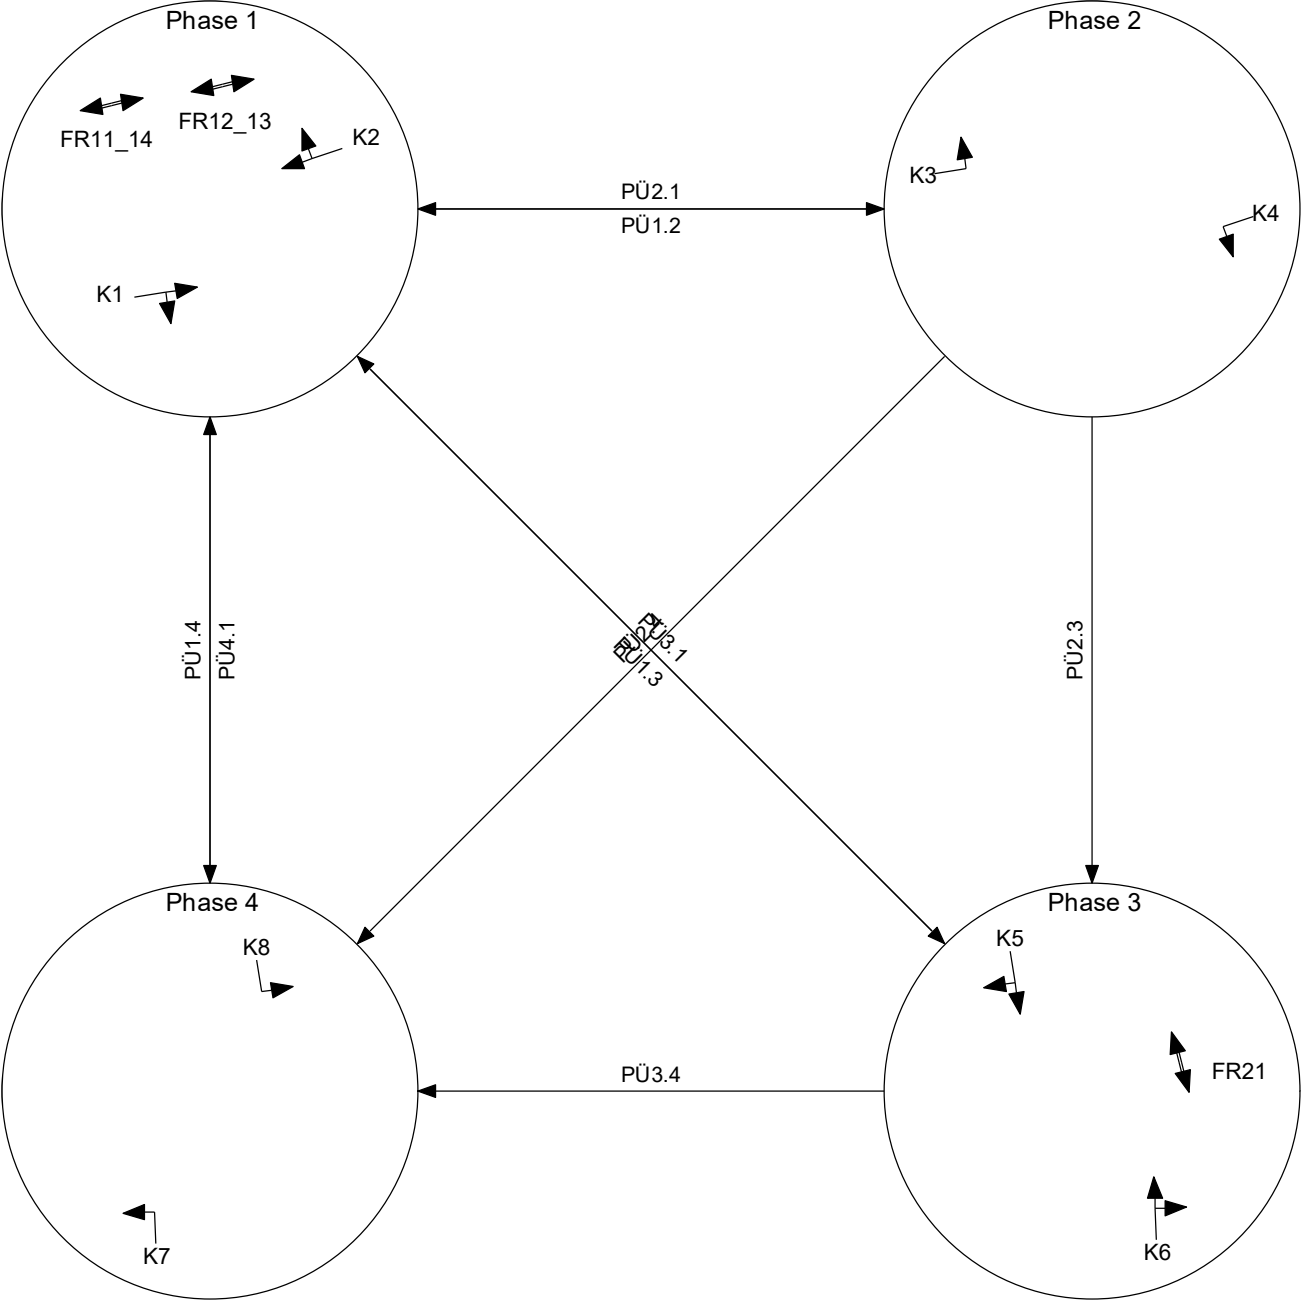 Phase 1
Phase 2
FR11_14
FR12_13
K2
K1
K3
K4
PÜ2.1
PÜ1.2
PÜ1.4
PÜ4.1
PÜ3.1
PÜ1.3
PÜ2.3
Phase 4
K8
K7
PÜ3.4
Phase 3
K5
FR21
K6